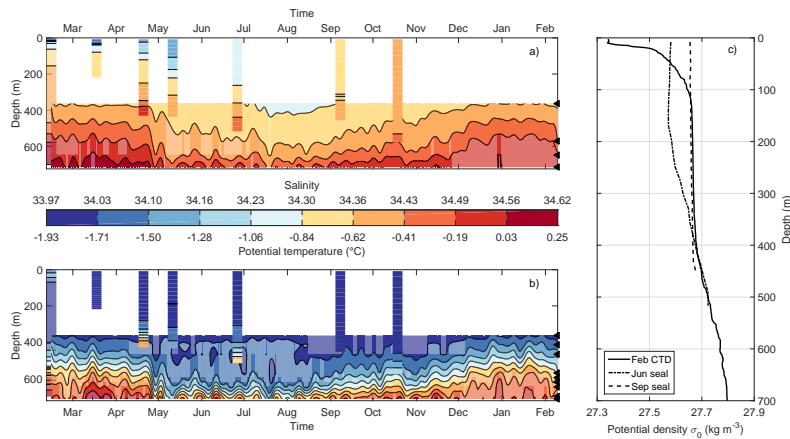 Time
Mar Apr May Jun Jul Aug Sep Oct Nov Dec Jan Feb
a)
0
200
400
600
Depth (m)
Salinity
33.97 34.03 34.10 34.16 34.23 34.30 34.36 34.43 34.49 34.56 34.62
-1.93 -1.71 -1.50 -1.28 -1.06 -0.84 -0.62 -0.41 -0.19 0.03 0.25
Potential temperature (°C)
b)
0
200
400
600
Depth (m)
Mar Apr May Jun Jul Aug Sep Oct Nov Dec Jan Feb
Time
c)
0
100
200
300
400
500
600
700
Depth (m)
Feb CTD
Jun seal
Sep seal
27.3 27.5 27.7 27.9
Potential density σ0 (kg m⁻³)